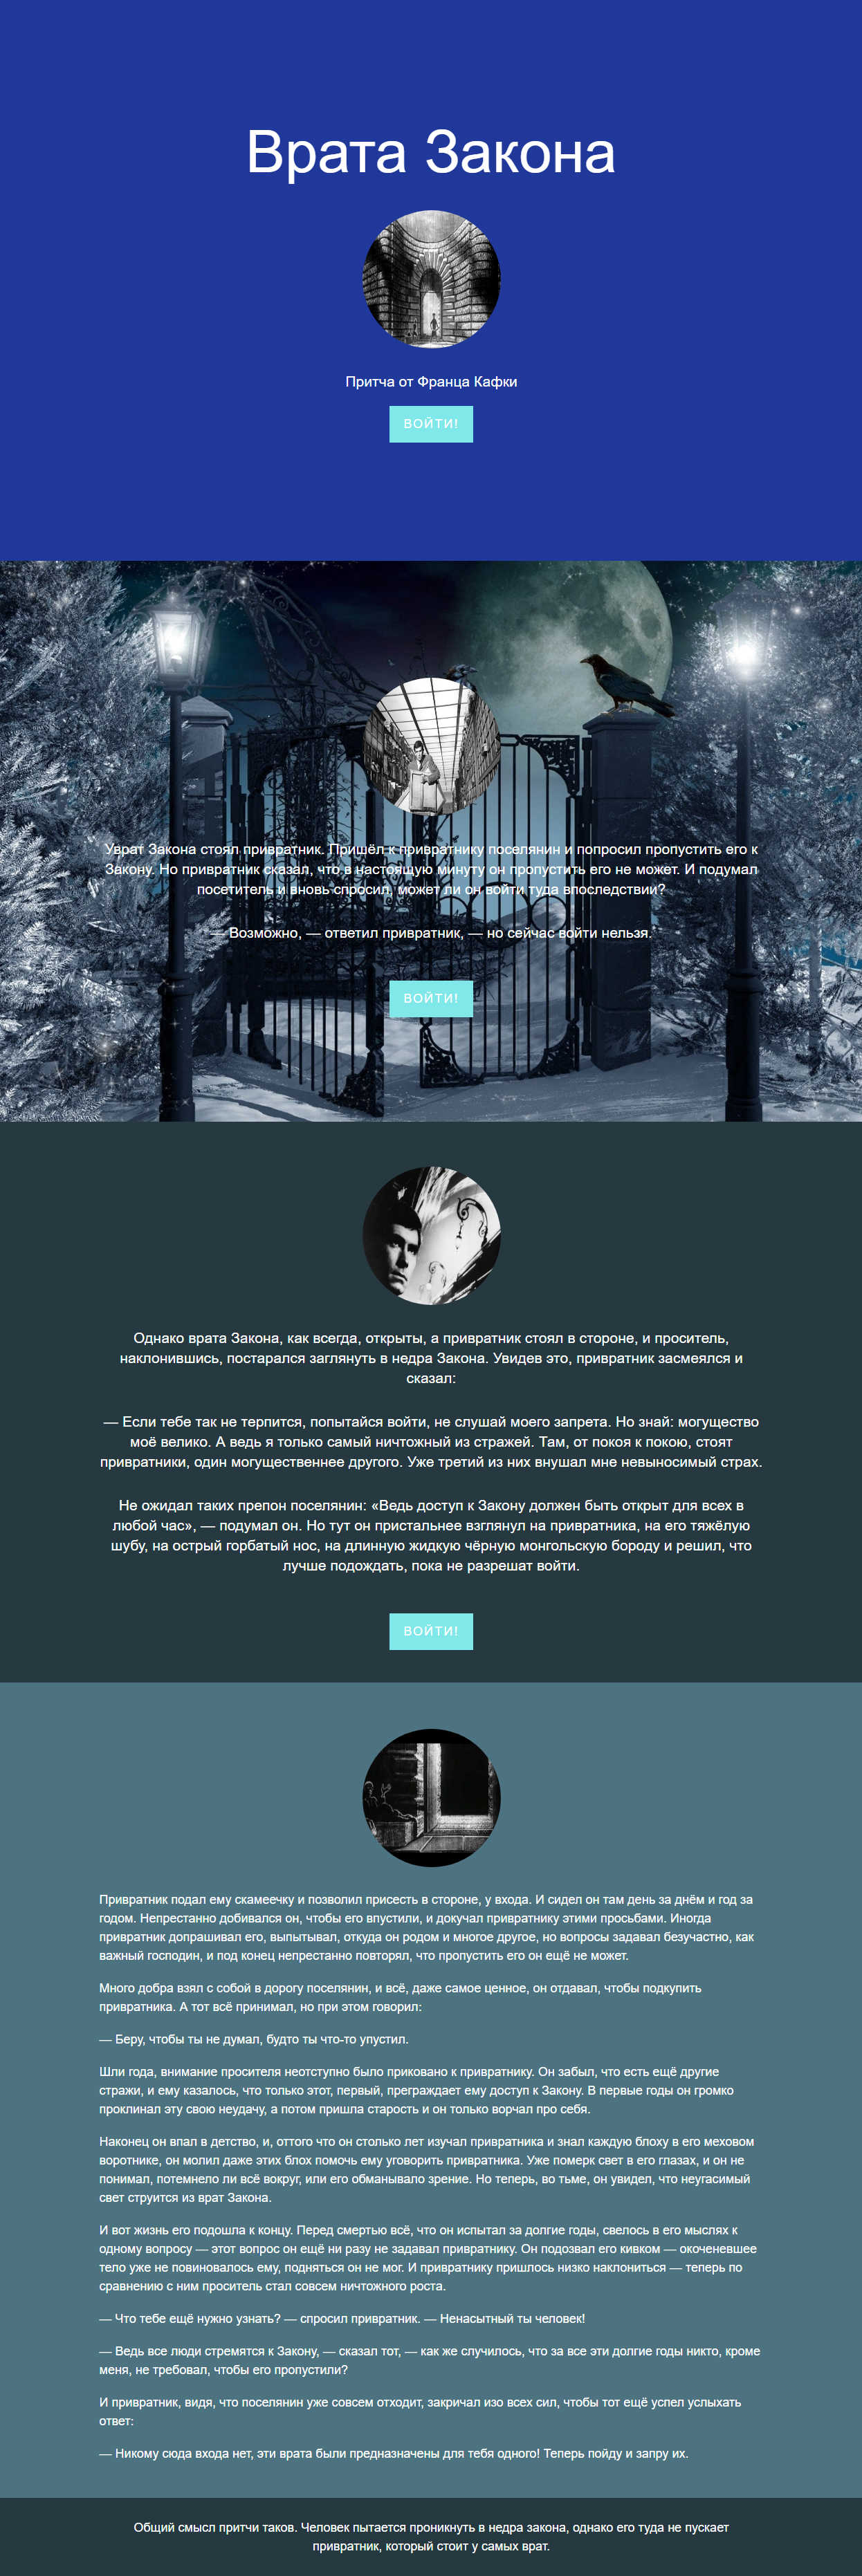 Врата Закона
Притча от Франца Кафки
ВОЙТИ!
Уврат Закона стоял привратник. Пришёл к привратнику поселянин и попросил пропустить его к
Закону. Но привратник сказал, что в настоящую минуту он пропустить его не может. И подумал
посетитель и вновь спросил, может ли он войти туда впоследствии?
— Возможно, — ответил привратник, — но сейчас войти нельзя.
ВОЙТИ!
Однако врата Закона, как всегда, открыты, а привратник стоял в стороне, и проситель,
наклонившись, постарался заглянуть в недра Закона. Увидев это, привратник засмеялся и
сказал:
— Если тебе так не терпится, попытайся войти, не слушай моего запрета. Но знай: могущество
моё велико. А ведь я только самый ничтожный из стражей. Там, от покоя к покою, стоят
привратники, один могущественнее другого. Уже третий из них внушал мне невыносимый страх.
Не ожидал таких препон поселянин: «Ведь доступ к Закону должен быть открыт для всех в
любой час», — подумал он. Но тут он пристальнее взглянул на привратника, на его тяжёлую
шубу, на острый горбатый нос, на длинную жидкую чёрную монгольскую бороду и решил, что
лучше подождать, пока не разрешат войти.
ВОЙТИ!
Привратник подал ему скамеечку и позволил присесть в стороне, у входа. И сидел он там день за днём и год за
годом. Непрестанно добивался он, чтобы его впустили, и докучал привратнику этими просьбами. Иногда
привратник допрашивал его, выпытывал, откуда он родом и многое другое, но вопросы задавал безучастно, как
важный господин, и под конец непрестанно повторял, что пропустить его он ещё не может.
Много добра взял с собой в дорогу поселянин, и всё, даже самое ценное, он отдавал, чтобы подкупить
привратника. А тот всё принимал, но при этом говорил:
— Беру, чтобы ты не думал, будто ты что-то упустил.
Шли года, внимание просителя неотступно было приковано к привратнику. Он забыл, что есть ещё другие
стражи, и ему казалось, что только этот, первый, преграждает ему доступ к Закону. В первые годы он громко
проклинал эту свою неудачу, а потом пришла старость и он только ворчал про себя.
Наконец он впал в детство, и, оттого что он столько лет изучал привратника и знал каждую блоху в его меховом
воротнике, он молил даже этих блох помочь ему уговорить привратника. Уже померк свет в его глазах, и он не
понимал, потемнело ли всё вокруг, или его обманывало зрение. Но теперь, во тьме, он увидел, что неугасимый
свет струится из врат Закона.
И вот жизнь его подошла к концу. Перед смертью всё, что он испытал за долгие годы, свелось в его мыслях к
одному вопросу — этот вопрос он ещё ни разу не задавал привратнику. Он подозвал его кивком — окоченевшее
тело уже не повиновалось ему, подняться он не мог. И привратнику пришлось низко наклониться — теперь по
сравнению с ним проситель стал совсем ничтожного роста.
— Что тебе ещё нужно узнать? — спросил привратник. — Ненасытный ты человек!
— Ведь все люди стремятся к Закону, — сказал тот, — как же случилось, что за все эти долгие годы никто, кроме
меня, не требовал, чтобы его пропустили?
И привратник, видя, что поселянин уже совсем отходит, закричал изо всех сил, чтобы тот ещё успел услыхать
ответ:
— Никому сюда входа нет, эти врата были предназначены для тебя одного! Теперь пойду и запру их.
Общий смысл притчи таков. Человек пытается проникнуть в недра закона, однако его туда не пускает
привратник, который стоит у самых врат.